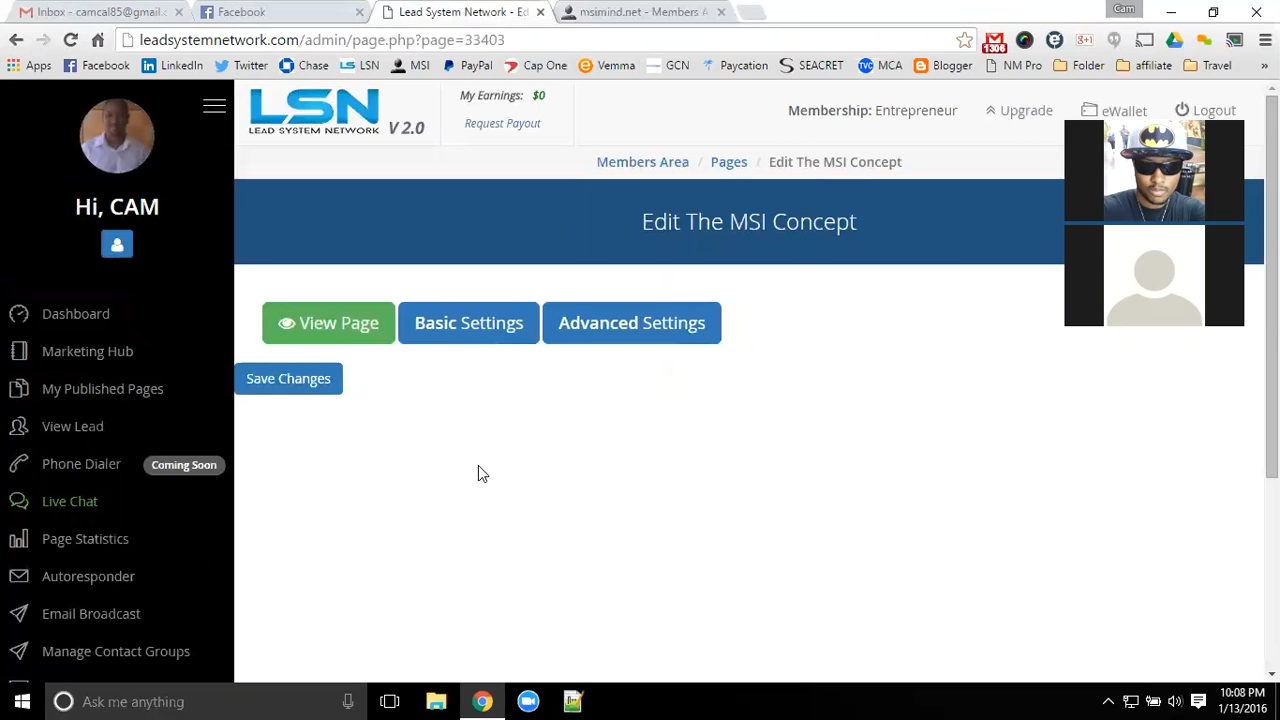 Inbox - camcal85@gmail.c
Facebook
Lead System Network - Ed
msimind.net - Members A
Cam
leadsystemnetwork.com/admin/page.php?page=33403
1306
Apps
Facebook
LinkedIn
Twitter
Chase
LSN
MSI
PayPal
Cap One
Vemma
GCN
Paycation
SEACRET
TVC MCA
Blogger
NM Pro
Folder
affiliate
Travel
LSN
LEAD SYSTEM NETWORK
V 2.0
My Earnings: $0
Request Payout
Membership: Entrepreneur
Upgrade
eWallet
Logout
Members Area / Pages / Edit The MSI Concept
Hi, CAM
Edit The MSI Concept
View Page
Basic Settings
Advanced Settings
Save Changes
Dashboard
Marketing Hub
My Published Pages
View Lead
Phone Dialer
Coming Soon
Live Chat
Page Statistics
Autoresponder
Email Broadcast
Manage Contact Groups
Ask me anything
10:08 PM
1/13/2016